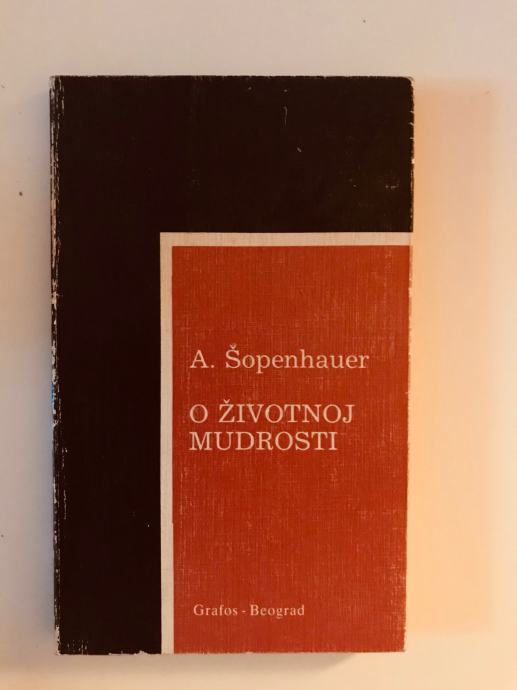 A. Šopenhauer
O ŽIVOTNOJ
MUDROSTI
Grafos - Beograd